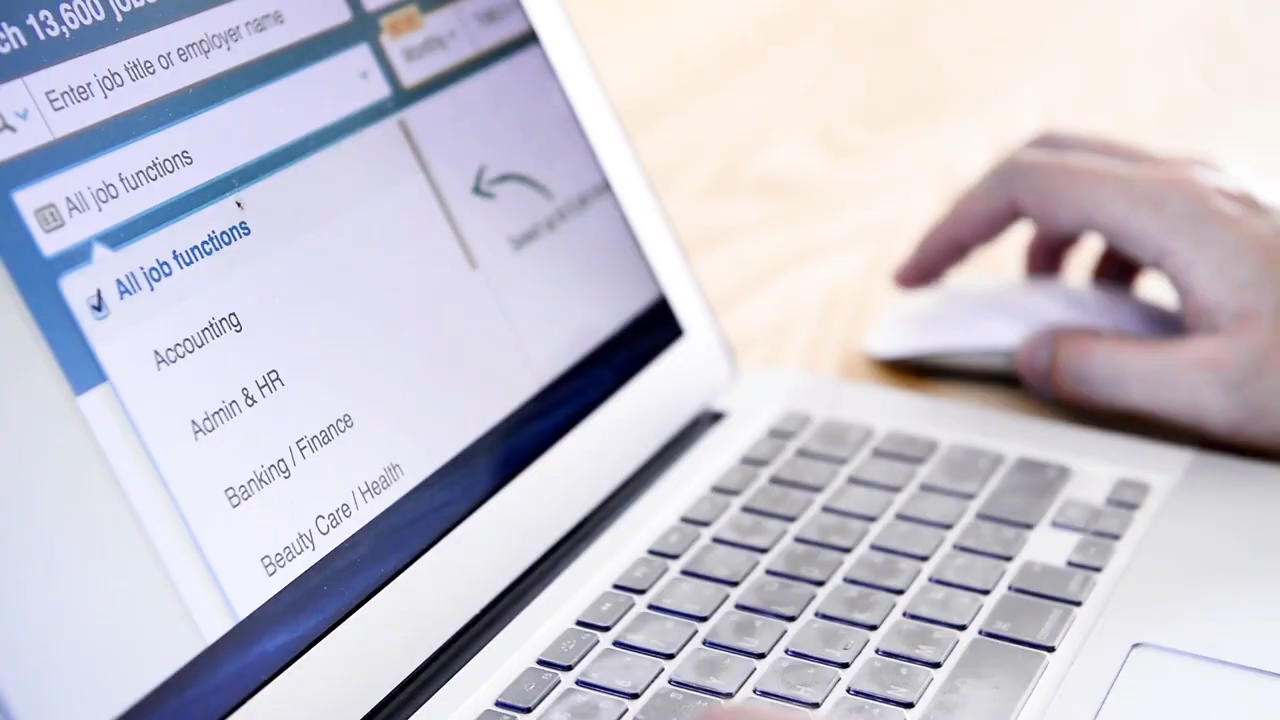 ch 13,600 jobs
Enter job title or employer name
Monthly
All job functions
All job functions
Accounting
Admin & HR
Banking / Finance
Beauty Care / Health